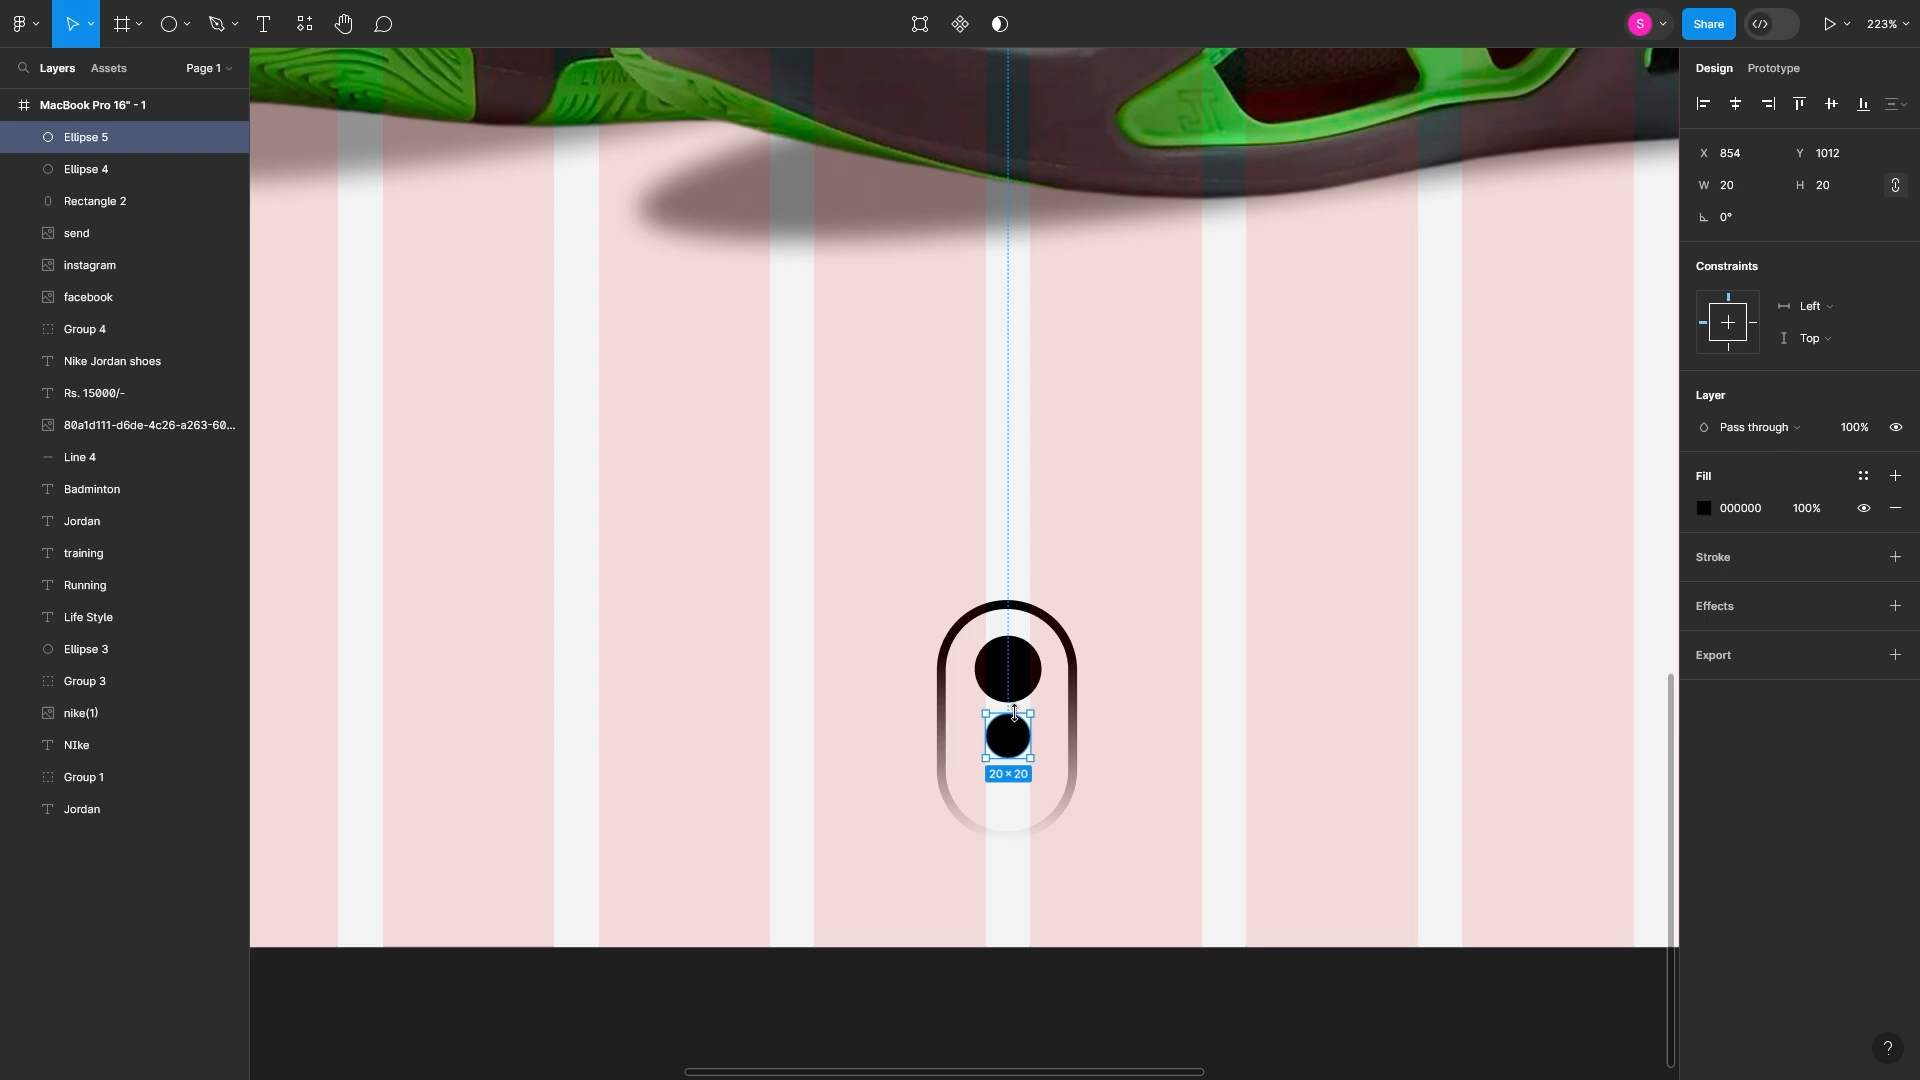 S
Share
223%
Layers
Assets
Page 1
Design
Prototype
MacBook Pro 16" - 1
Ellipse 5
Ellipse 4
Rectangle 2
send
instagram
facebook
Group 4
Nike Jordan shoes
Rs. 15000/-
80a1d111-d6de-4c26-a263-60...
Line 4
Badminton
Jordan
training
Running
Life Style
Ellipse 3
Group 3
nike(1)
NIke
Group 1
Jordan
LIVIN
20 × 20
X 854
Y 1012
W 20
H 20
0°
Constraints
Left
Top
Layer
Pass through
100%
Fill
000000
100%
Stroke
Effects
Export
?